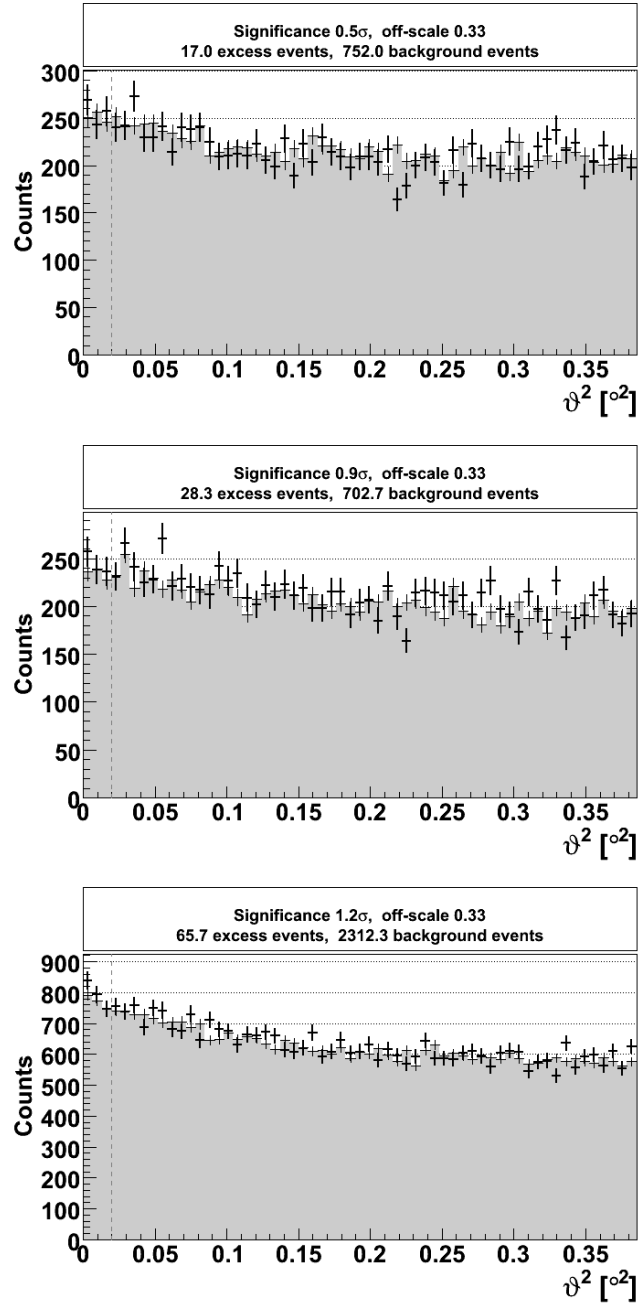 Significance 0.5σ, off-scale 0.33
17.0 excess events, 752.0 background events
300
250
200
150
100
50
0
Counts
0 0.05 0.1 0.15 0.2 0.25 0.3 0.35
ϑ² [°²]
Significance 0.9σ, off-scale 0.33
28.3 excess events, 702.7 background events
250
200
150
100
50
0
Counts
0 0.05 0.1 0.15 0.2 0.25 0.3 0.35
ϑ² [°²]
Significance 1.2σ, off-scale 0.33
65.7 excess events, 2312.3 background events
900
800
700
600
500
400
300
200
100
0
Counts
0 0.05 0.1 0.15 0.2 0.25 0.3 0.35
ϑ² [°²]